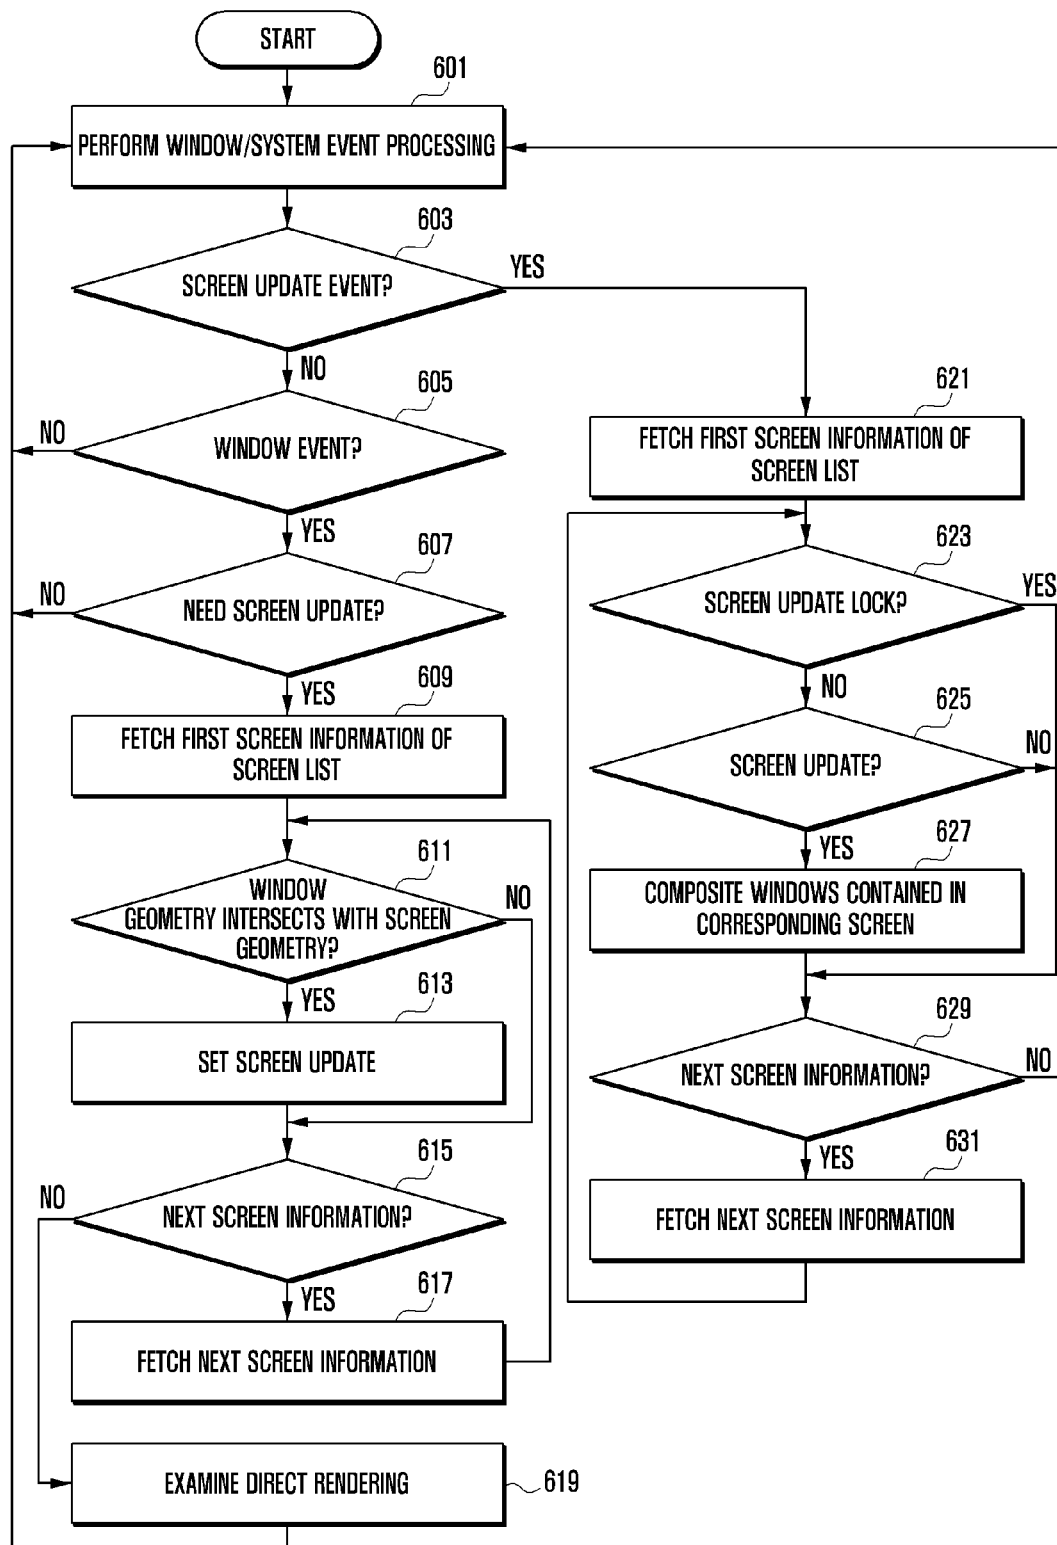 START
601
PERFORM WINDOW/SYSTEM EVENT PROCESSING
603
SCREEN UPDATE EVENT?
YES
NO
605
WINDOW EVENT?
NO
YES
607
NEED SCREEN UPDATE?
NO
YES
609
FETCH FIRST SCREEN INFORMATION OF
SCREEN LIST
611
WINDOW
GEOMETRY INTERSECTS WITH SCREEN
GEOMETRY?
NO
YES
613
SET SCREEN UPDATE
615
NEXT SCREEN INFORMATION?
NO
YES
617
FETCH NEXT SCREEN INFORMATION
EXAMINE DIRECT RENDERING
619
621
FETCH FIRST SCREEN INFORMATION OF
SCREEN LIST
623
SCREEN UPDATE LOCK?
YES
NO
625
SCREEN UPDATE?
NO
YES
627
COMPOSITE WINDOWS CONTAINED IN
CORRESPONDING SCREEN
629
NEXT SCREEN INFORMATION?
NO
YES
631
FETCH NEXT SCREEN INFORMATION